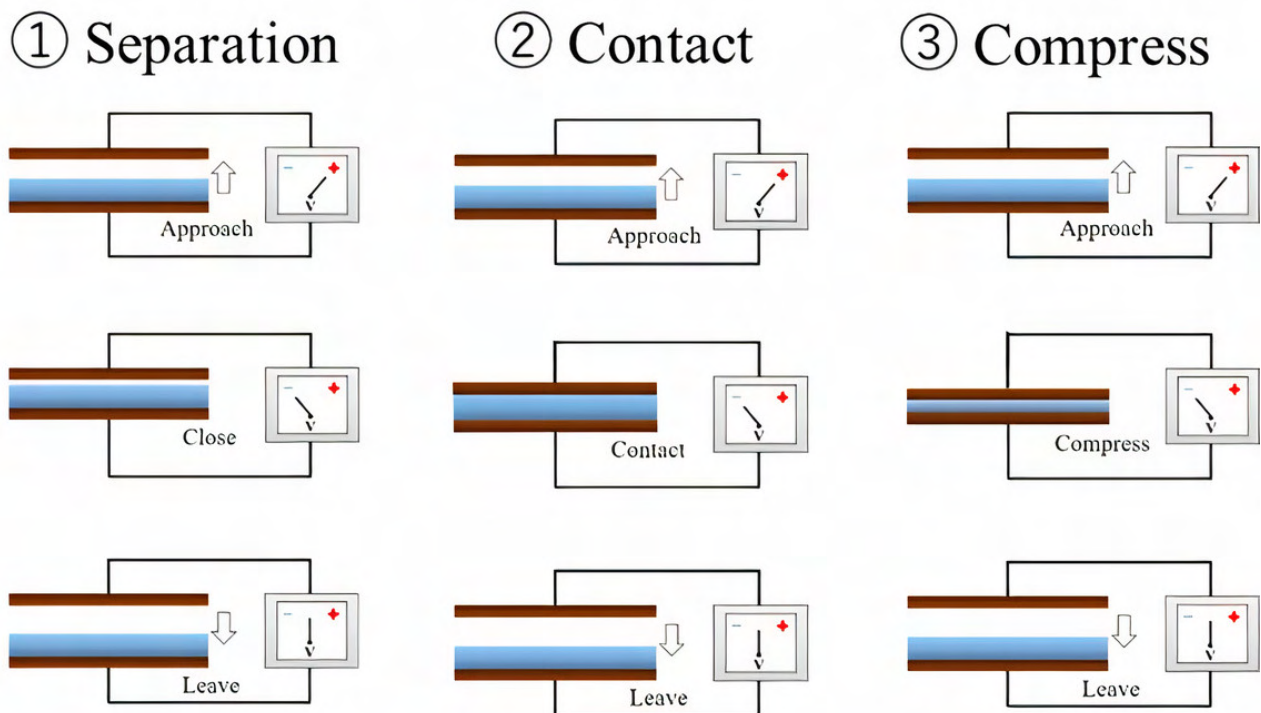 ① Separation
② Contact
③ Compress
- +
V
Approach
- +
V
Approach
- +
V
Approach
- +
V
Close
- +
V
Contact
- +
V
Compress
- +
V
Leave
- +
V
Leave
- +
V
Leave